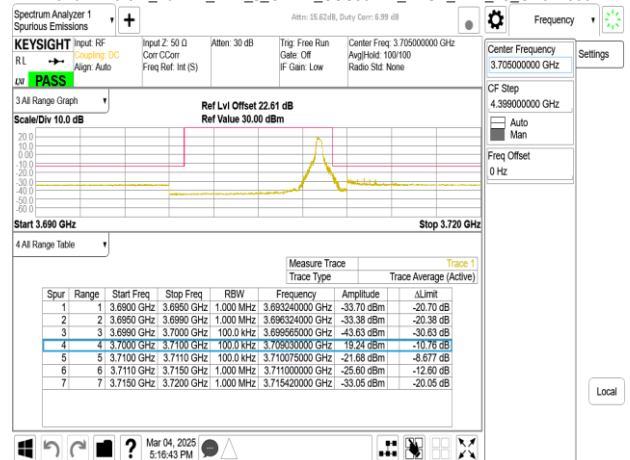 Spectrum Analyzer 1
Spurious Emissions
Attn: 15.62dB, Duty Corr: 6.99 dB
Frequency
KEYSIGHT
Input: RF
Input Z: 50 Ω
Atten: 30 dB
Trig: Free Run
Center Freq: 3.705000000 GHz
RL
Coupling: DC
Corr CCorr
Gate: Off
Avg|Hold: 100/100
Align: Auto
Freq Ref: Int (S)
IF Gain: Low
Radio Std: None
LXI
PASS
Center Frequency
3.705000000 GHz
Settings
CF Step
4.399000000 GHz
Auto
Man
Freq Offset
0 Hz
3 All Range Graph
Ref Lvl Offset 22.61 dB
Scale/Div 10.0 dB
Ref Value 30.00 dBm
20.0
10.0
0.00
-10.0
-20.0
-30.0
-40.0
-50.0
-60.0
Start 3.690 GHz
Stop 3.720 GHz
4 All Range Table
Measure Trace Trace 1
Trace Type Trace Average (Active)
Spur Range Start Freq Stop Freq RBW Frequency Amplitude ΔLimit
1 1 3.6900 GHz 3.6950 GHz 1.000 MHz 3.693240000 GHz -33.70 dBm -20.70 dB
2 2 3.6950 GHz 3.6990 GHz 1.000 MHz 3.696324000 GHz -33.38 dBm -20.38 dB
3 3 3.6990 GHz 3.7000 GHz 100.0 kHz 3.699565000 GHz -43.63 dBm -30.63 dB
4 4 3.7000 GHz 3.7100 GHz 100.0 kHz 3.709030000 GHz 19.24 dBm -10.76 dB
5 5 3.7100 GHz 3.7110 GHz 100.0 kHz 3.710075000 GHz -21.68 dBm -8.677 dB
6 6 3.7110 GHz 3.7150 GHz 1.000 MHz 3.711000000 GHz -25.60 dBm -12.60 dB
7 7 3.7150 GHz 3.7200 GHz 1.000 MHz 3.715420000 GHz -33.05 dBm -20.05 dB
Local
Mar 04, 2025
5:16:43 PM